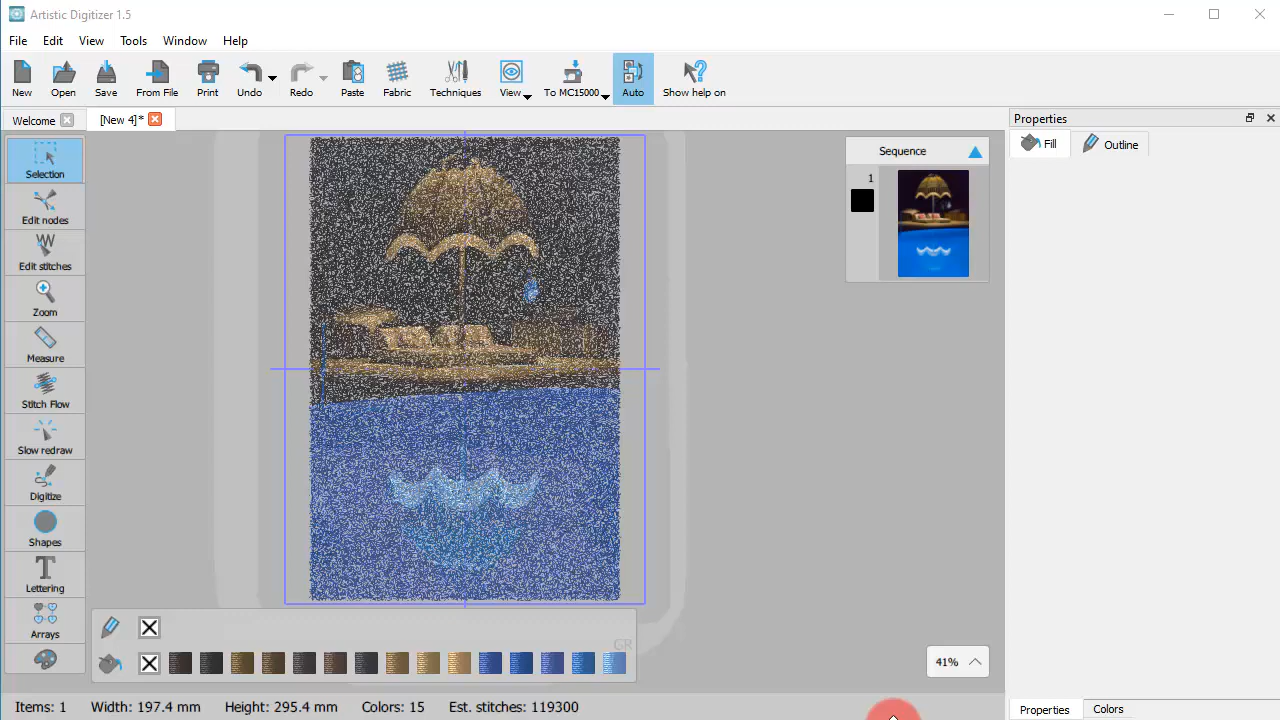 Artistic Digitizer 1.5
File Edit View Tools Window Help
New Open Save From File Print Undo Redo Paste Fabric Techniques View To MC15000 Auto Show help on
Welcome [New 4]*
Properties
Fill Outline
Selection
Edit nodes
Edit stitches
Zoom
Measure
Stitch Flow
Slow redraw
Digitize
Shapes
Lettering
Arrays
Sequence
1
GR
41%
Items: 1 Width: 197.4 mm Height: 295.4 mm Colors: 15 Est. stitches: 119300
Properties Colors